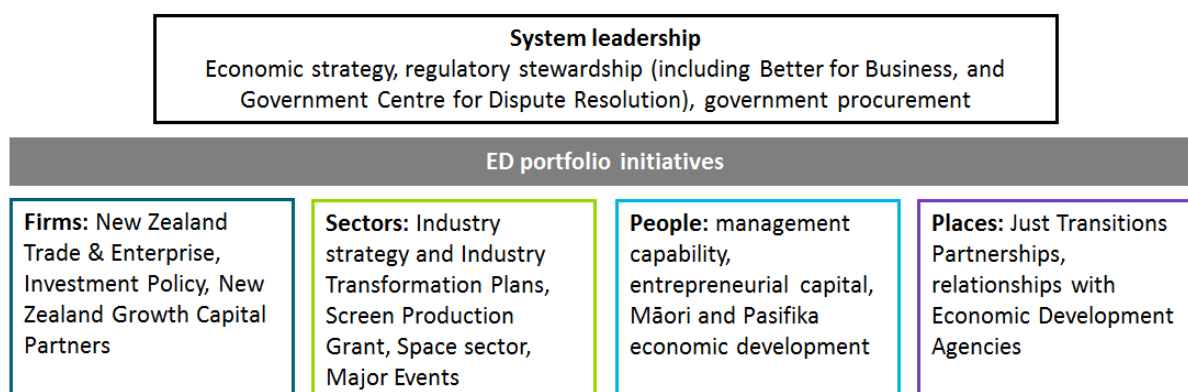 System leadership
Economic strategy, regulatory stewardship (including Better for Business, and
Government Centre for Dispute Resolution), government procurement
ED portfolio initiatives
Firms: New Zealand
Trade & Enterprise,
Investment Policy, New
Zealand Growth Capital
Partners
Sectors: Industry
strategy and Industry
Transformation Plans,
Screen Production
Grant, Space sector,
Major Events
People: management
capability,
entrepreneurial capital,
Māori and Pasifika
economic development
Places: Just Transitions
Partnerships,
relationships with
Economic Development
Agencies